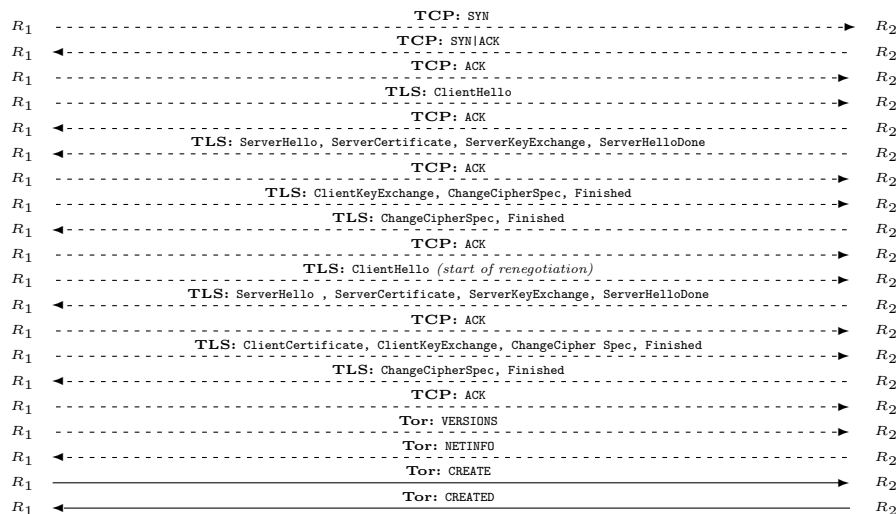 TCP: SYN
R1 R2
TCP: SYN|ACK
R1 R2
TCP: ACK
R1 R2
TLS: ClientHello
R1 R2
TCP: ACK
R1 R2
TLS: ServerHello, ServerCertificate, ServerKeyExchange, ServerHelloDone
R1 R2
TCP: ACK
R1 R2
TLS: ClientKeyExchange, ChangeCipherSpec, Finished
R1 R2
TLS: ChangeCipherSpec, Finished
R1 R2
TCP: ACK
R1 R2
TLS: ClientHello (start of renegotiation)
R1 R2
TLS: ServerHello , ServerCertificate, ServerKeyExchange, ServerHelloDone
R1 R2
TCP: ACK
R1 R2
TLS: ClientCertificate, ClientKeyExchange, ChangeCipher Spec, Finished
R1 R2
TLS: ChangeCipherSpec, Finished
R1 R2
TCP: ACK
R1 R2
Tor: VERSIONS
R1 R2
Tor: NETINFO
R1 R2
Tor: CREATE
R1 R2
Tor: CREATED
R1 R2